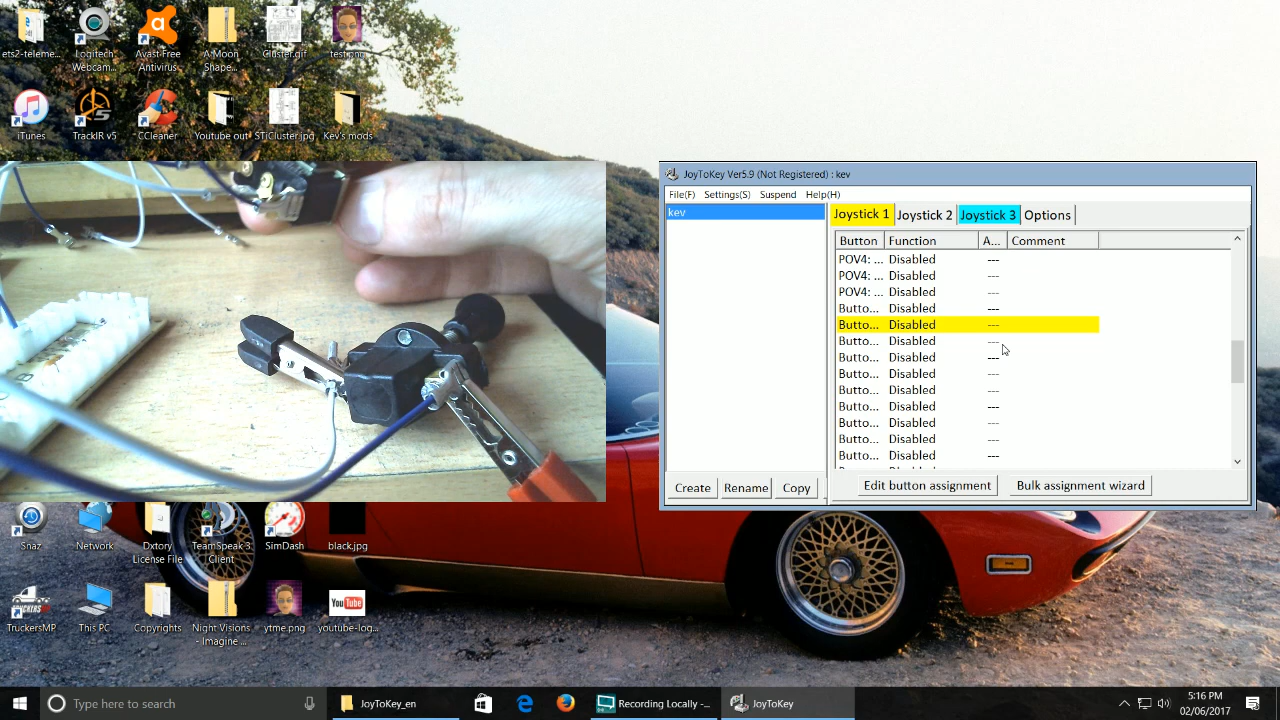 ets2-teleme...
Logitech Webcam...
Avast Free Antivirus
A Moon Shape...
Cluster.gif
test.png
iTunes
TrackIR v5
CCleaner
Youtube out
STiCluster.jpg
Kev's mods
JoyToKey Ver5.9 (Not Registered) : kev
File(F) Settings(S) Suspend Help(H)
kev
Joystick 1 Joystick 2 Joystick 3 Options
Button Function A... Comment
POV4: ... Disabled ---
POV4: ... Disabled ---
POV4: ... Disabled ---
Butto... Disabled ---
Butto... Disabled ---
Butto... Disabled ---
Butto... Disabled ---
Butto... Disabled ---
Butto... Disabled ---
Butto... Disabled ---
Butto... Disabled ---
Butto... Disabled ---
Butto... Disabled ---
Create Rename Copy
Edit button assignment Bulk assignment wizard
Snaz
Network
Dxtory License File
TeamSpeak 3 Client
SimDash
black.jpg
TruckersMP
This PC
Copyrights
Night Visions - Imagine ...
ytme.png
You Tube
youtube-log...
Type here to search
JoyToKey_en
Recording Locally -...
JoyToKey
5:16 PM
02/06/2017